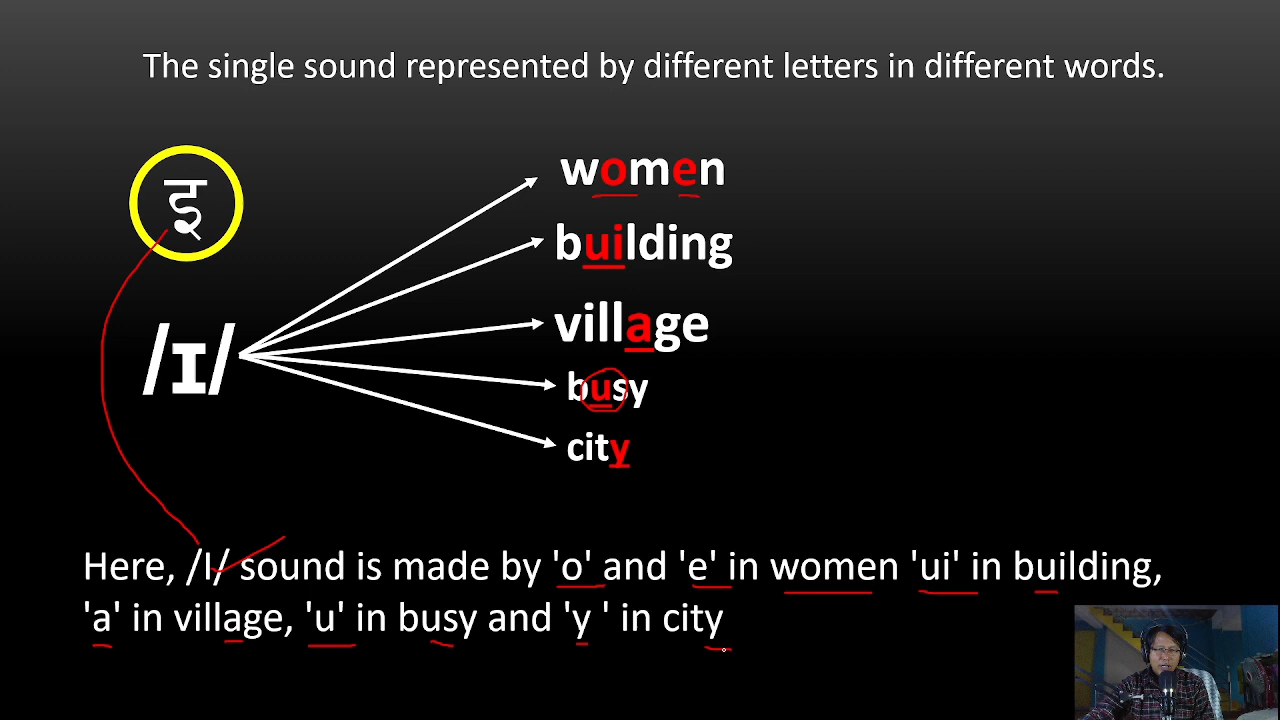 The single sound represented by different letters in different words.
इ
/ɪ/
women
building
village
busy
city
Here, /I/ sound is made by 'o' and 'e' in women 'ui' in building,
'a' in village, 'u' in busy and 'y ' in city